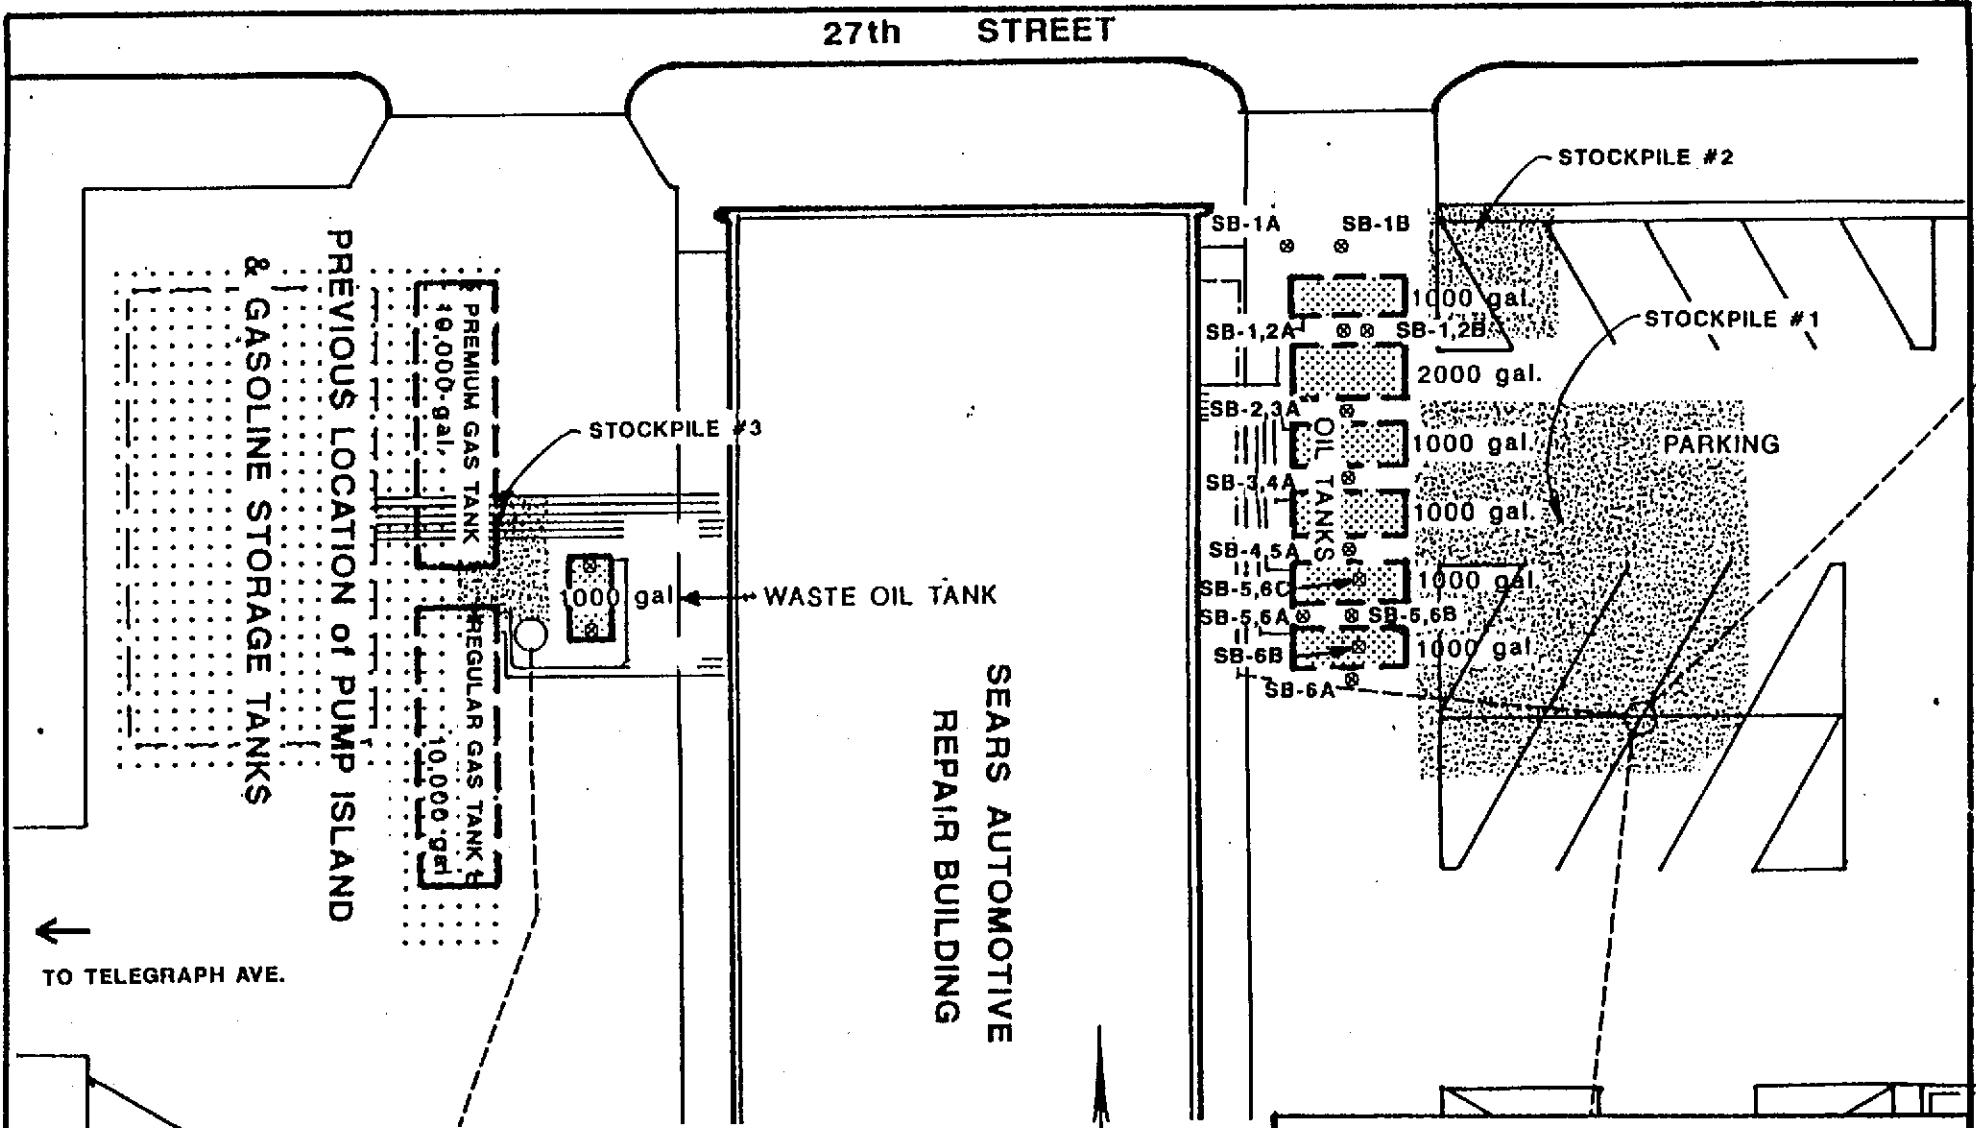 27th STREET
STOCKPILE #2
SB-1A
SB-1B
1000 gal.
STOCKPILE #1
SB-1,2A
SB-1,2B
2000 gal.
SB-2,3A
1000 gal.
PARKING
SB-3,4A
1000 gal.
OIL TANKS
SB-4,5A
1000 gal.
SB-5,6C
SB-5,6A
SB-5,6B
1000 gal
SB-6B
SB-6A
PREVIOUS LOCATION of PUMP ISLAND
& GASOLINE STORAGE TANKS
PREMIUM GAS TANK
10,000 gal.
STOCKPILE #3
1000 gal
WASTE OIL TANK
REGULAR GAS TANK
10,000 gal
SEARS AUTOMOTIVE
REPAIR BUILDING
TO TELEGRAPH AVE.